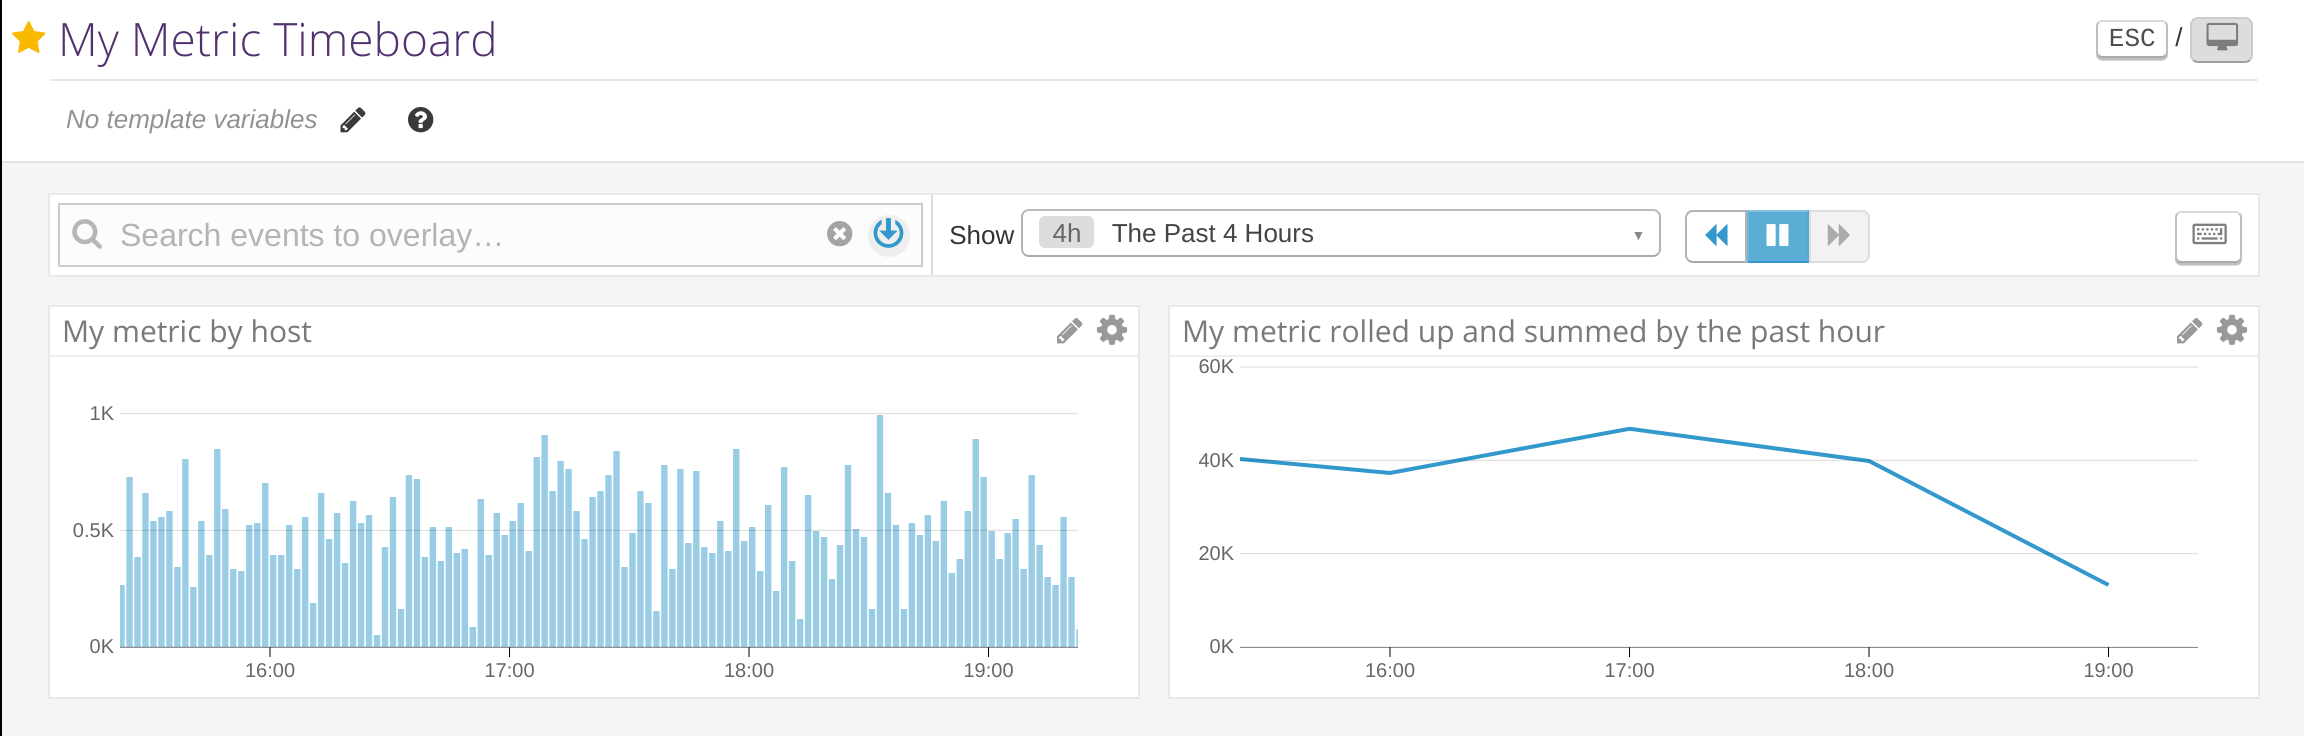 My Metric Timeboard
ESC /
No template variables
Search events to overlay...
Show 4h The Past 4 Hours
My metric by host
1K
0.5K
0K
16:00 17:00 18:00 19:00
My metric rolled up and summed by the past hour
60K
40K
20K
0K
16:00 17:00 18:00 19:00